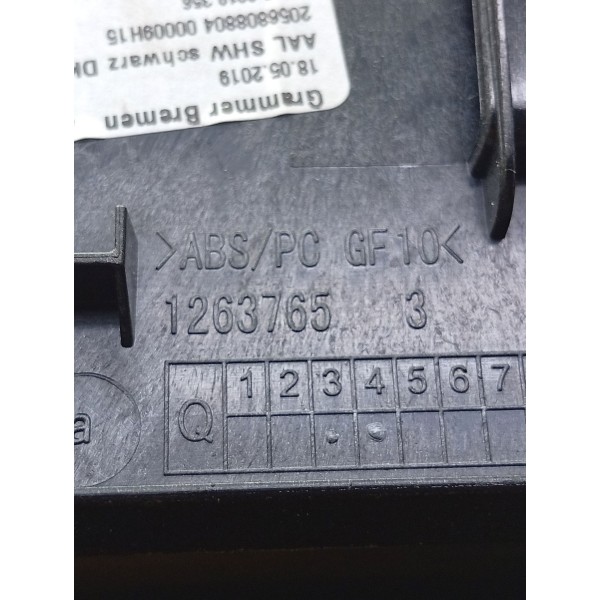 Grammer Bremen
18.05.2019
AAL SHW schwarz
2056808804 00009H15
>ABS/PC GF10<
1263765 3
Q 1 2 3 4 5 6 7
a